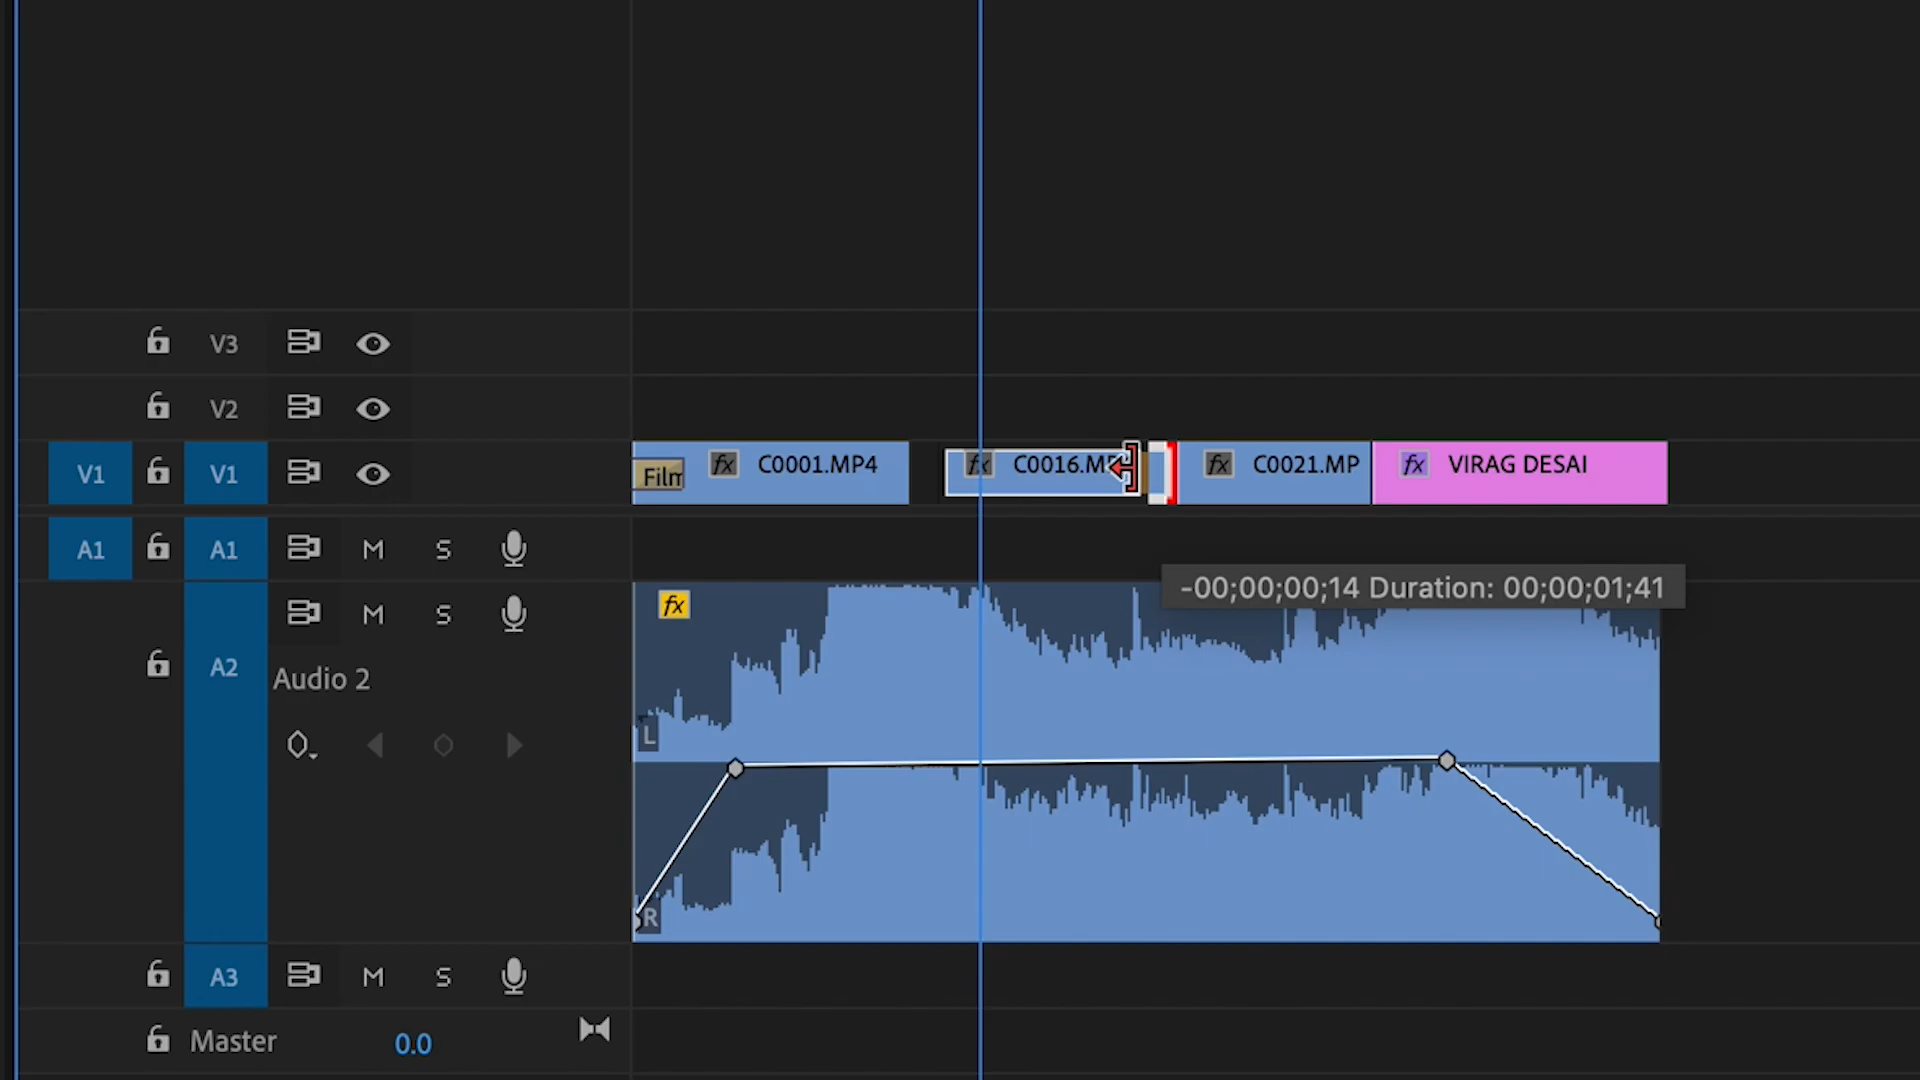 V3
V2
V1 V1 Film fx C0001.MP4 fx C0016.MP fx C0021.MP fx VIRAG DESAI
A1 A1 M S
-00;00;00;14 Duration: 00;00;01;41
M S fx
A2
Audio 2
L
R
A3 M S
Master 0.0